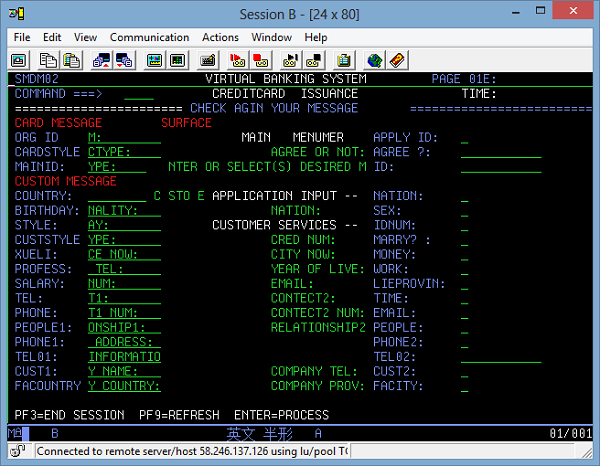 Session B - [24 x 80]
File Edit View Communication Actions Window Help
SMDM02 VIRTUAL BANKING SYSTEM PAGE 01E:
COMMAND ===> CREDITCARD ISSUANCE TIME:
======================= CHECK AGIN YOUR MESSAGE =========================
CARD MESSAGE SURFACE
ORG ID M: MAIN MENUMER APPLY ID:
CARDSTYLE CTYPE: AGREE OR NOT: AGREE ?:
MAINID: YPE: NTER OR SELECT(S) DESIRED M ID:
CUSTOM MESSAGE
COUNTRY: C STO E APPLICATION INPUT -- NATION:
BIRTHDAY: NALITY: NATION: SEX:
STYLE: AY: CUSTOMER SERVICES -- IDNUM:
CUSTSTYLE YPE: CRED NUM: MARRY? :
XUELI: CE NOW: CITY NOW: MONEY:
PROFESS: TEL: YEAR OF LIVE: WORK:
SALARY: NUM: EMAIL: LIEPROVIN:
TEL: T1: CONTECT2: TIME:
PHONE: T1 NUM: CONTECT2 NUM: EMAIL:
PEOPLE1: ONSHIP1: RELATIONSHIP2 PEOPLE:
PHONE1: ADDRESS: PHONE2:
TEL01: INFORMATIO TEL02:
CUST1: Y NAME: COMPANY TEL: CUST2:
FACOUNTRY Y COUNTRY: COMPANY PROV: FACITY:
PF3=END SESSION PF9=REFRESH ENTER=PROCESS
MA B 英文 半形 A 01/001
Connected to remote server/host 58.246.137.126 using lu/pool TC